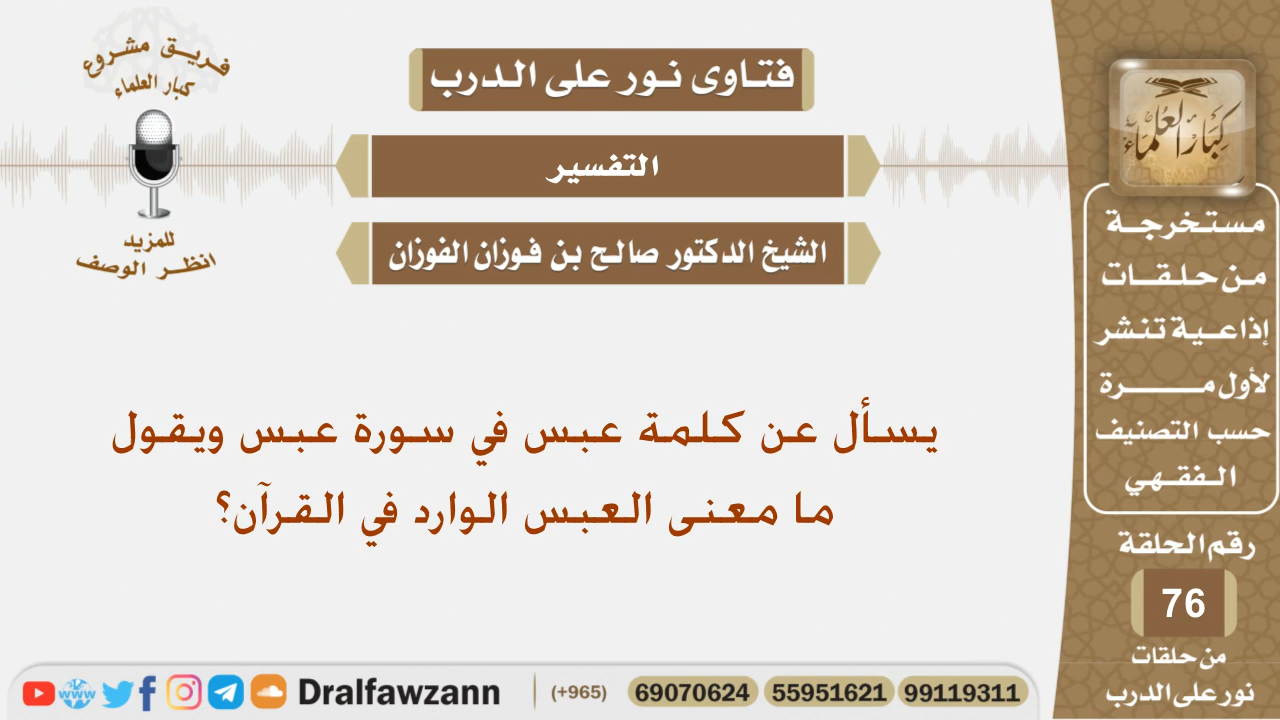 فريق مشروع
كبار العلماء
للمزيد
انظر الوصف
فتاوى نور على الدرب
التفسير
الشيخ الدكتور صالح بن فوزان الفوزان
يسأل عن كلمة عبس في سورة عبس ويقول
ما معنى العبس الوارد في القرآن؟
كبار العلماء
مستخرجة
من حلقات
إذاعية تنشر
لأول مرة
حسب التصنيف
الفقهي
رقم الحلقة
76
من حلقات
نور على الدرب
www
Dralfawzann
(+965)
69070624
55951621
99119311